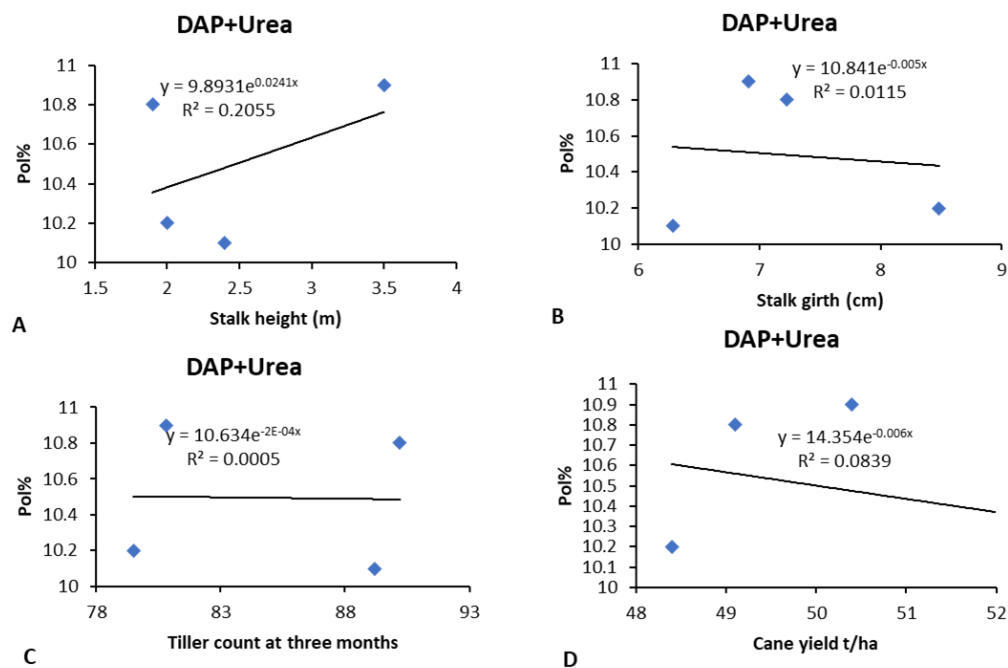 DAP+Urea
11
10.8
10.6
10.4
10.2
10
Pol%
y = 9.8931e^0.0241x
R² = 0.2055
1.5 2 2.5 3 3.5 4
Stalk height (m)
A
DAP+Urea
11
10.8
10.6
10.4
10.2
10
Pol%
y = 10.841e^-0.005x
R² = 0.0115
6 7 8 9
Stalk girth (cm)
B
DAP+Urea
11
10.8
10.6
10.4
10.2
10
Pol%
y = 10.634e^-2E-04x
R² = 0.0005
78 83 88 93
Tiller count at three months
C
DAP+Urea
11
10.9
10.8
10.7
10.6
10.5
10.4
10.3
10.2
10.1
10
Pol%
y = 14.354e^-0.006x
R² = 0.0839
48 49 50 51 52
Cane yield t/ha
D